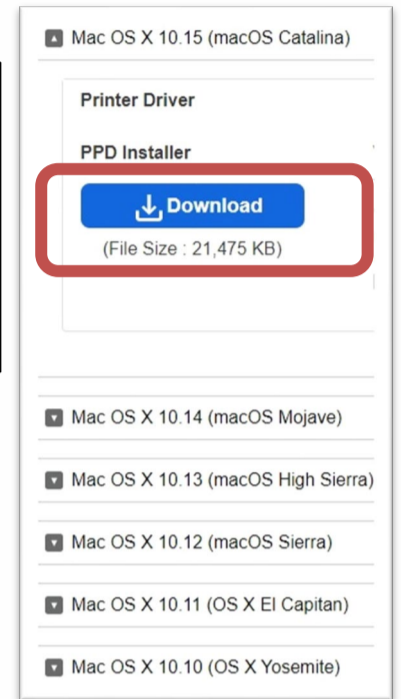 Mac OS X 10.15 (macOS Catalina)
Printer Driver
PPD Installer
Download
(File Size : 21,475 KB)
Mac OS X 10.14 (macOS Mojave)
Mac OS X 10.13 (macOS High Sierra)
Mac OS X 10.12 (macOS Sierra)
Mac OS X 10.11 (OS X El Capitan)
Mac OS X 10.10 (OS X Yosemite)